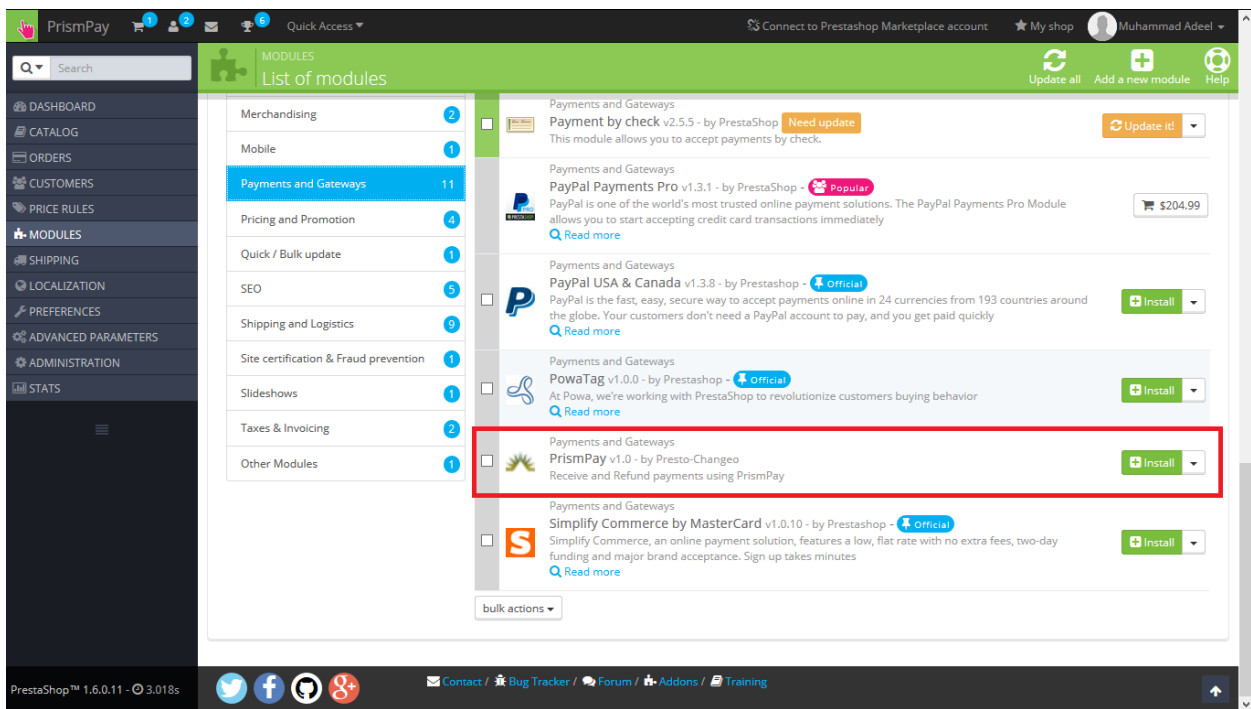 PrismPay 1 2 6 Quick Access Connect to Prestashop Marketplace account My shop Muhammad Adeel
Search
MODULES
List of modules
Update all Add a new module Help
DASHBOARD
CATALOG
ORDERS
CUSTOMERS
PRICE RULES
MODULES
SHIPPING
LOCALIZATION
PREFERENCES
ADVANCED PARAMETERS
ADMINISTRATION
STATS
Merchandising 2
Mobile 1
Payments and Gateways 11
Pricing and Promotion 4
Quick / Bulk update 1
SEO 5
Shipping and Logistics 9
Site certification & Fraud prevention 1
Slideshows 1
Taxes & Invoicing 2
Other Modules 1
Payments and Gateways
Payment by check v2.5.5 - by PrestaShop Need update
This module allows you to accept payments by check.
Update it!
Payments and Gateways
PayPal Payments Pro v1.3.1 - by PrestaShop - Popular
PayPal is one of the world's most trusted online payment solutions. The PayPal Payments Pro Module
allows you to start accepting credit card transactions immediately
Read more
$204.99
Payments and Gateways
PayPal USA & Canada v1.3.8 - by Prestashop - Official
PayPal is the fast, easy, secure way to accept payments online in 24 currencies from 193 countries around
the globe. Your customers don't need a PayPal account to pay, and you get paid quickly
Read more
Install
Payments and Gateways
PowaTag v1.0.0 - by Prestashop - Official
At Powa, we're working with PrestaShop to revolutionize customers buying behavior
Read more
Install
Payments and Gateways
PrismPay v1.0 - by Presto-Changeo
Receive and Refund payments using PrismPay
Install
Payments and Gateways
Simplify Commerce by MasterCard v1.0.10 - by Prestashop - Official
Simplify Commerce, an online payment solution, features a low, flat rate with no extra fees, two-day
funding and major brand acceptance. Sign up takes minutes
Read more
Install
bulk actions
PrestaShop™ 1.6.0.11 - 3.018s
Contact / Bug Tracker / Forum / Addons / Training